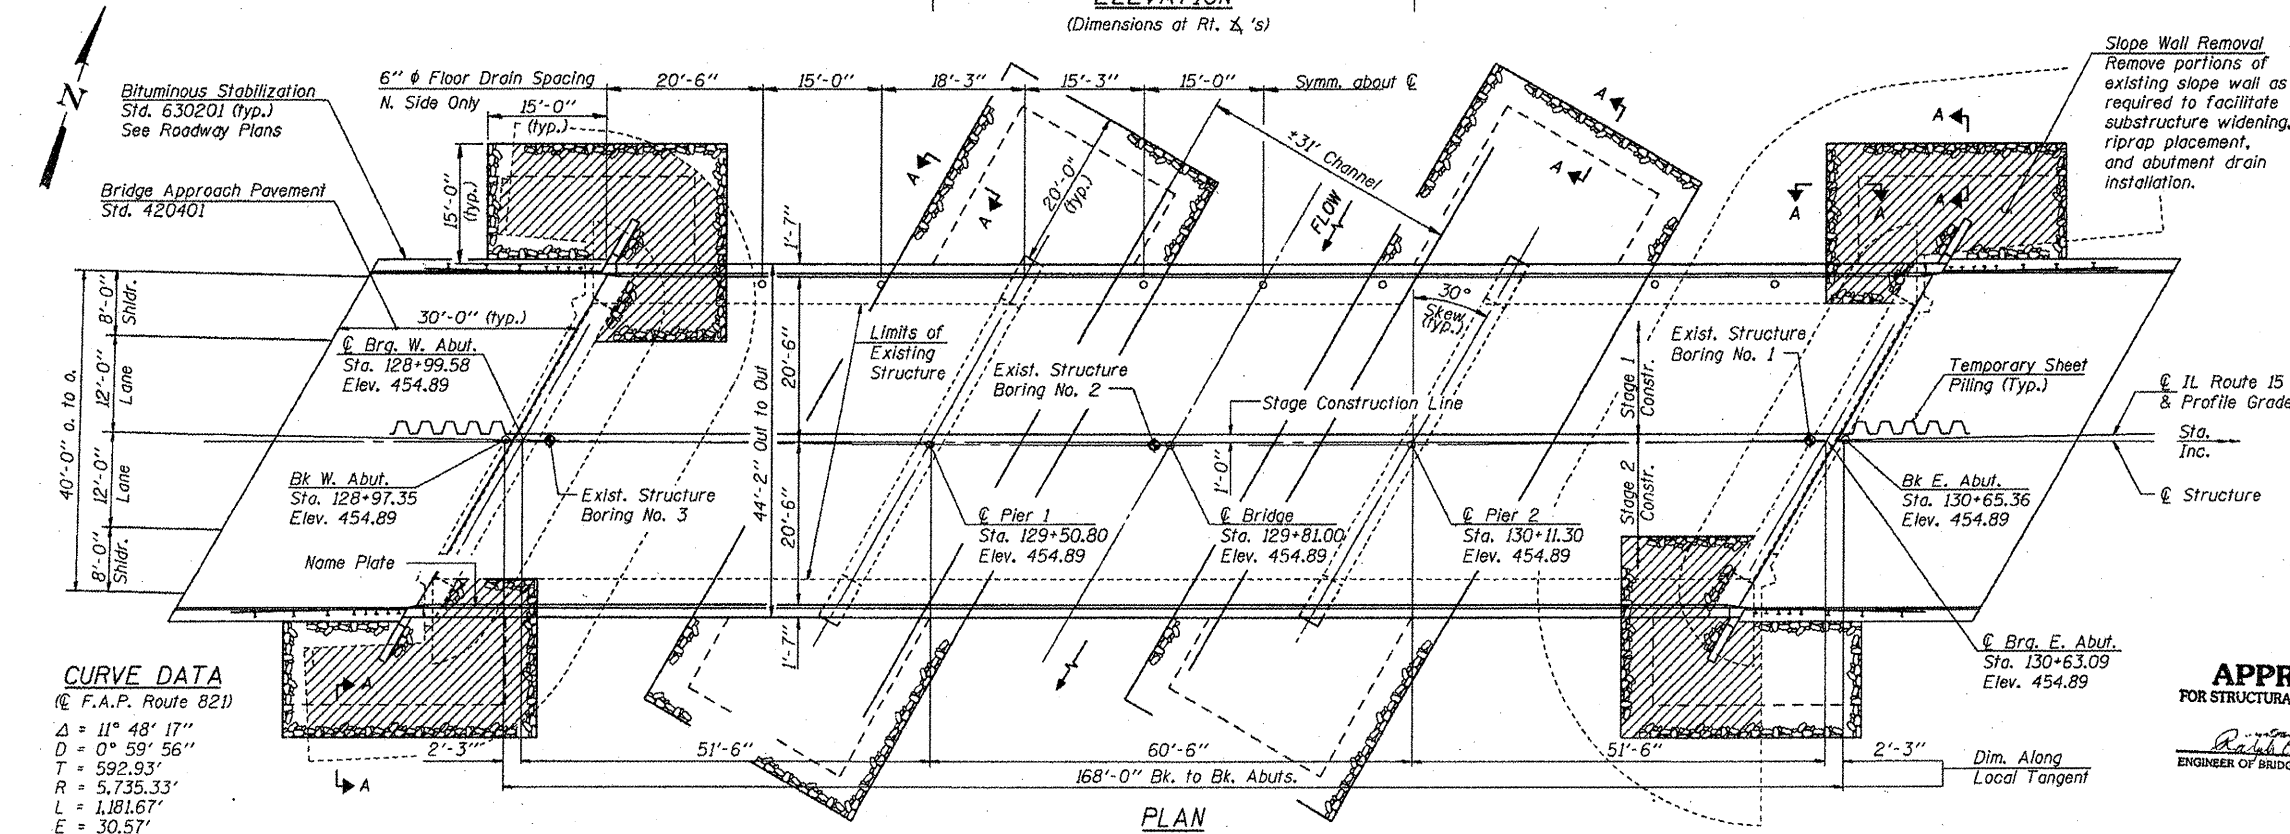 ELEVATION
(Dimensions at Rt. ∡'s)
N
Bituminous Stabilization
Std. 630201 (typ.)
See Roadway Plans
Bridge Approach Pavement
Std. 420401
6" φ Floor Drain Spacing
N. Side Only
15'-0"
(typ.)
15'-0"
(typ.)
20'-6"
15'-0"
18'-3"
15'-3"
15'-0"
Symm. about ℄
Slope Wall Removal
Remove portions of
existing slope wall as
required to facilitate
substructure widening,
riprap placement,
and abutment drain
installation.
A
A
20'-0"
(typ.)
±31' Channel
FLOW
A
A
A
A
A
A
1'-7"
40'-0" o. to o.
8'-0"
Shldr.
12'-0"
Lane
12'-0"
Lane
8'-0"
Shldr.
30'-0" (typ.)
℄ Brg. W. Abut.
Sta. 128+99.58
Elev. 454.89
Limits of
Existing
Structure
44'-2" Out to Out
20'-6"
20'-6"
1'-7"
Exist. Structure
Boring No. 2
Stage Construction Line
1'-0"
30°
Skew
(typ.)
Stage 1
Constr.
Stage 2
Constr.
Exist. Structure
Boring No. 1
Temporary Sheet
Piling (Typ.)
℄ IL Route 15
& Profile Grade
Sta.
Inc.
℄ Structure
Bk W. Abut.
Sta. 128+97.35
Elev. 454.89
Exist. Structure
Boring No. 3
Name Plate
℄ Pier 1
Sta. 129+50.80
Elev. 454.89
℄ Bridge
Sta. 129+81.00
Elev. 454.89
℄ Pier 2
Sta. 130+11.30
Elev. 454.89
Bk E. Abut.
Sta. 130+65.36
Elev. 454.89
℄ Brg. E. Abut.
Sta. 130+63.09
Elev. 454.89
A
A
2'-3"
51'-6"
60'-6"
51'-6"
2'-3"
168'-0" Bk. to Bk. Abuts.
Dim. Along
Local Tangent
CURVE DATA
(℄ F.A.P. Route 821)
Δ = 11° 48' 17"
D = 0° 59' 56"
T = 592.93'
R = 5,735.33'
L = 1,181.67'
E = 30.57'
PLAN
APPR
FOR STRUCTURA
Ralph
ENGINEER OF BRIDG